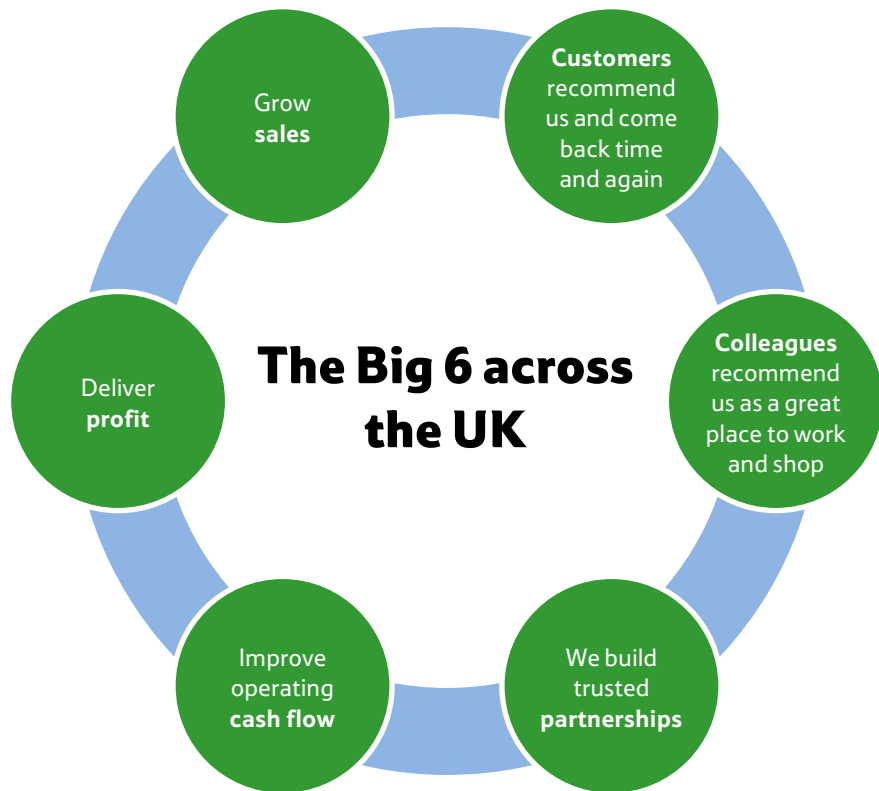 The Big 6 across
the UK
Customers
recommend
us and come
back time
and again
Colleagues
recommend
us as a great
place to work
and shop
We build
trusted
partnerships
Improve
operating
cash flow
Deliver
profit
Grow
sales